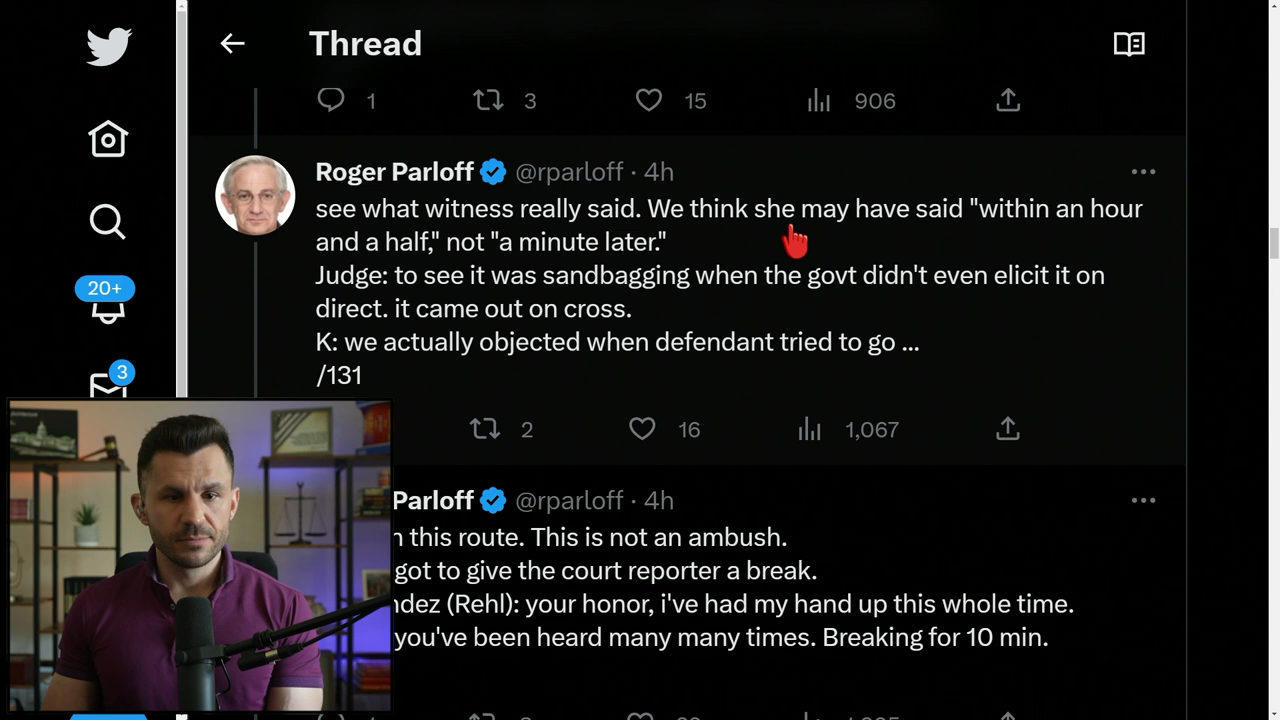 Thread
1 3 15 906
Roger Parloff @rparloff · 4h
see what witness really said. We think she may have said "within an hour
and a half," not "a minute later."
Judge: to see it was sandbagging when the govt didn't even elicit it on
direct. it came out on cross.
K: we actually objected when defendant tried to go ...
/131
20+
3
2 16 1,067
Parloff @rparloff · 4h
n this route. This is not an ambush.
got to give the court reporter a break.
ndez (Rehl): your honor, i've had my hand up this whole time.
you've been heard many many times. Breaking for 10 min.